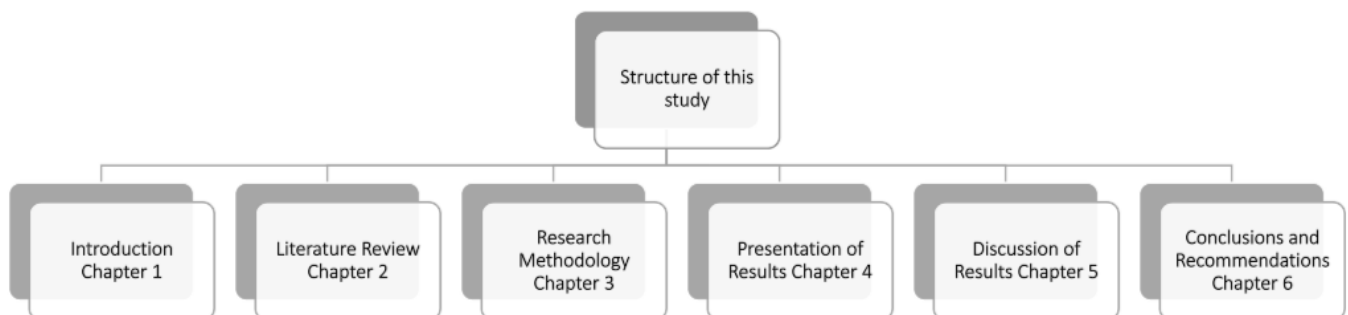 Structure of this
study
Introduction
Chapter 1
Literature Review
Chapter 2
Research
Methodology
Chapter 3
Presentation of
Results Chapter 4
Discussion of
Results Chapter 5
Conclusions and
Recommendations
Chapter 6